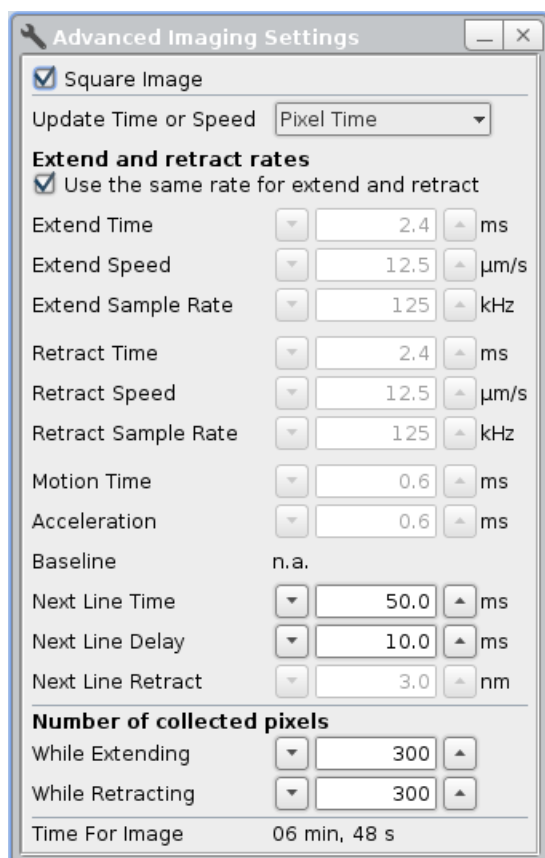 Advanced Imaging Settings
Square Image
Update Time or Speed Pixel Time
Extend and retract rates
Use the same rate for extend and retract
Extend Time 2.4 ms
Extend Speed 12.5 µm/s
Extend Sample Rate 125 kHz
Retract Time 2.4 ms
Retract Speed 12.5 µm/s
Retract Sample Rate 125 kHz
Motion Time 0.6 ms
Acceleration 0.6 ms
Baseline n.a.
Next Line Time 50.0 ms
Next Line Delay 10.0 ms
Next Line Retract 3.0 nm
Number of collected pixels
While Extending 300
While Retracting 300
Time For Image 06 min, 48 s